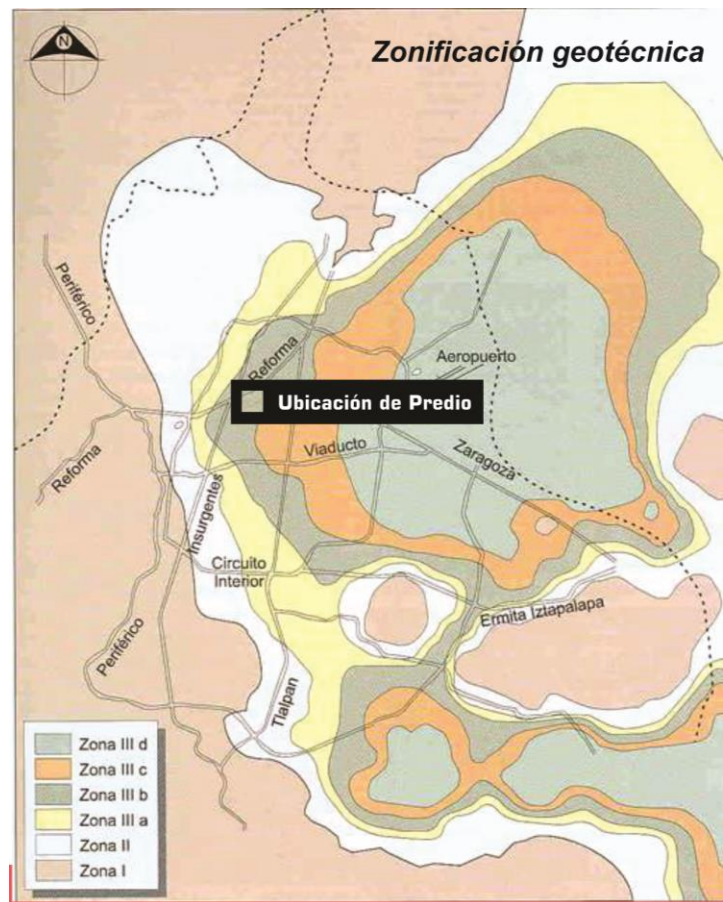 N
Zonificación geotécnica
Periférico
Reforma
Aeropuerto
Ubicación de Predio
Reforma
Viaducto
Zaragoza
Insurgentes
Circuito
Interior
Ermita Iztapalapa
Periférico
Tlalpan
Zona III d
Zona III c
Zona III b
Zona III a
Zona II
Zona I